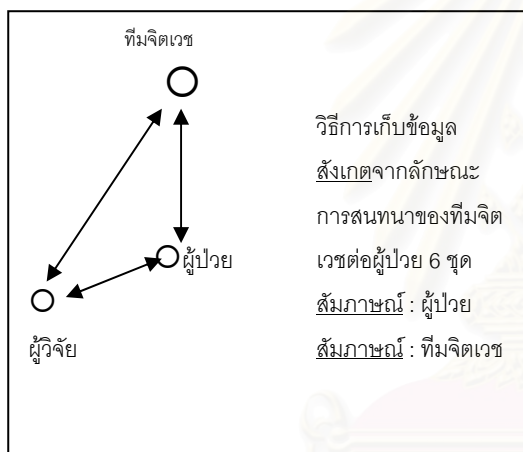 ทีมจิตเวช
วิธีการเก็บข้อมูล
สังเกตจากลักษณะ
การสนทนาของทีมจิต
เวชต่อผู้ป่วย 6 ชุด
สัมภาษณ์ : ผู้ป่วย
สัมภาษณ์ : ทีมจิตเวช
ผู้ป่วย
ผู้วิจัย